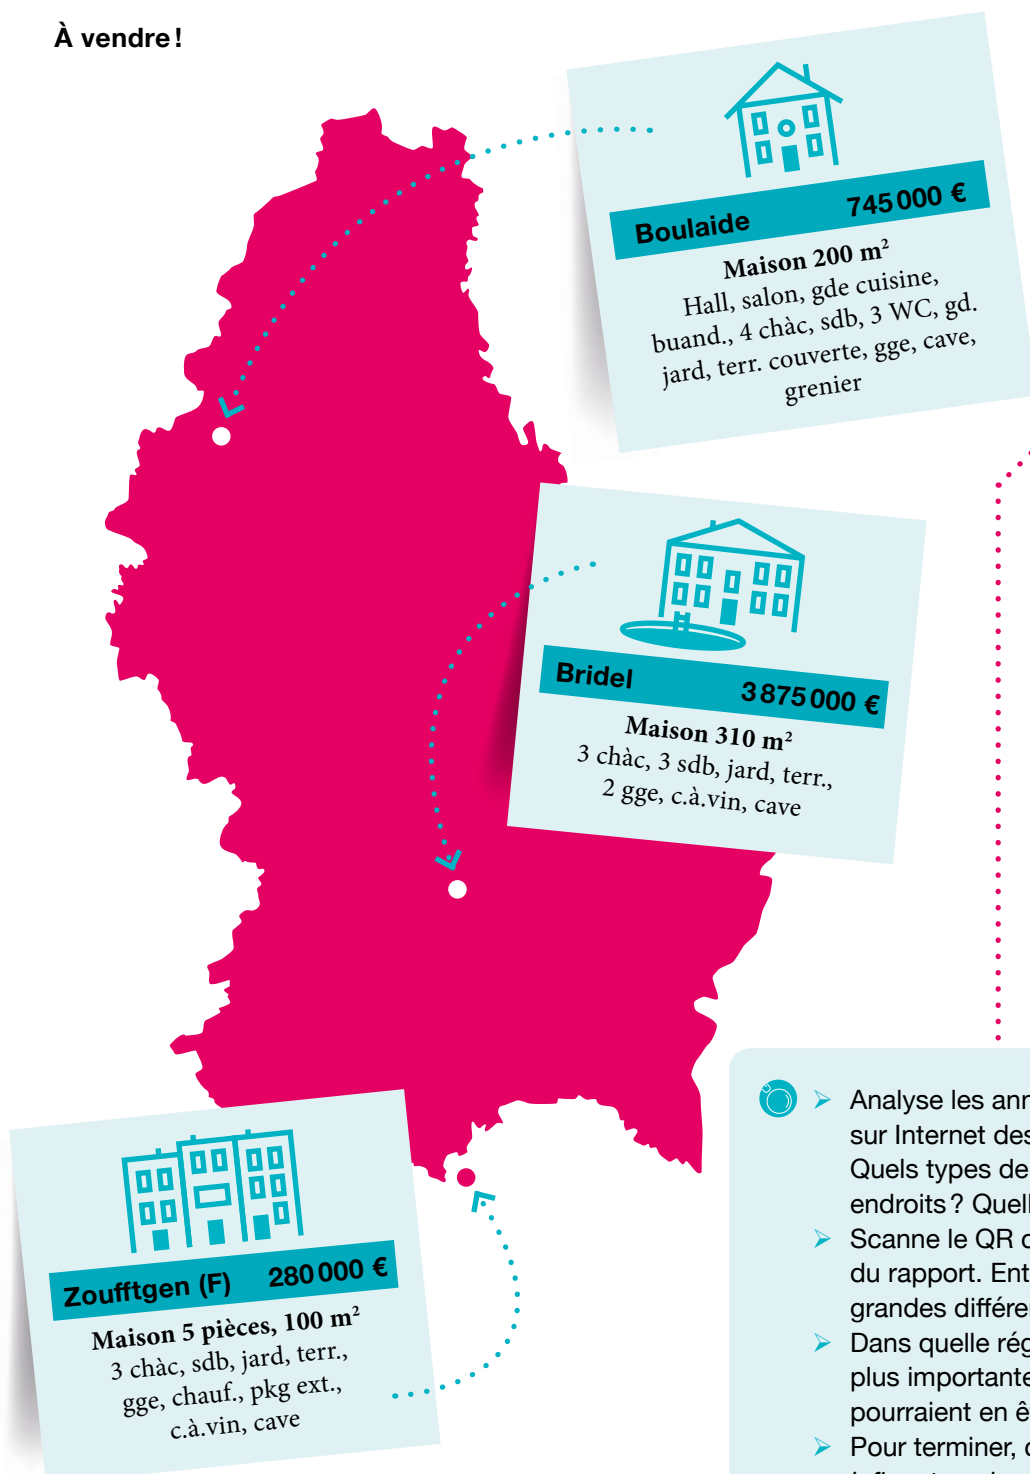 À vendre !
Boulaide 745 000 €
Maison 200 m²
Hall, salon, gde cuisine,
buand., 4 chàc, sdb, 3 WC, gd.
jard, terr. couverte, gge, cave,
grenier
Bridel 3 875 000 €
Maison 310 m²
3 chàc, 3 sdb, jard, terr.,
2 gge, c.à.vin, cave
Zoufftgen (F) 280 000 €
Maison 5 pièces, 100 m²
3 chàc, sdb, jard, terr.,
gge, chauf., pkg ext.,
c.à.vin, cave
➢ Analyse les ann
sur Internet des
Quels types de
endroits ? Quell
➢ Scanne le QR c
du rapport. Ent
grandes différe
➢ Dans quelle rég
plus importante
pourraient en ê
➢ Pour terminer,